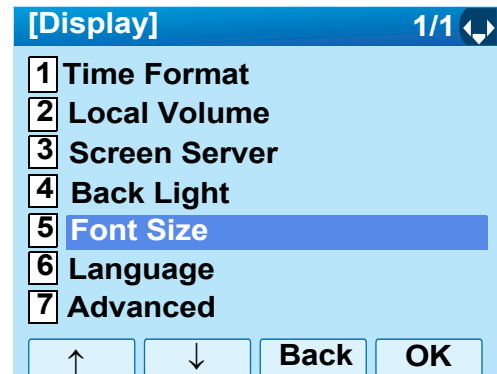 [Display] 1/1
1 Time Format
2 Local Volume
3 Screen Server
4 Back Light
5 Font Size
6 Language
7 Advanced
↑ ↓ Back OK